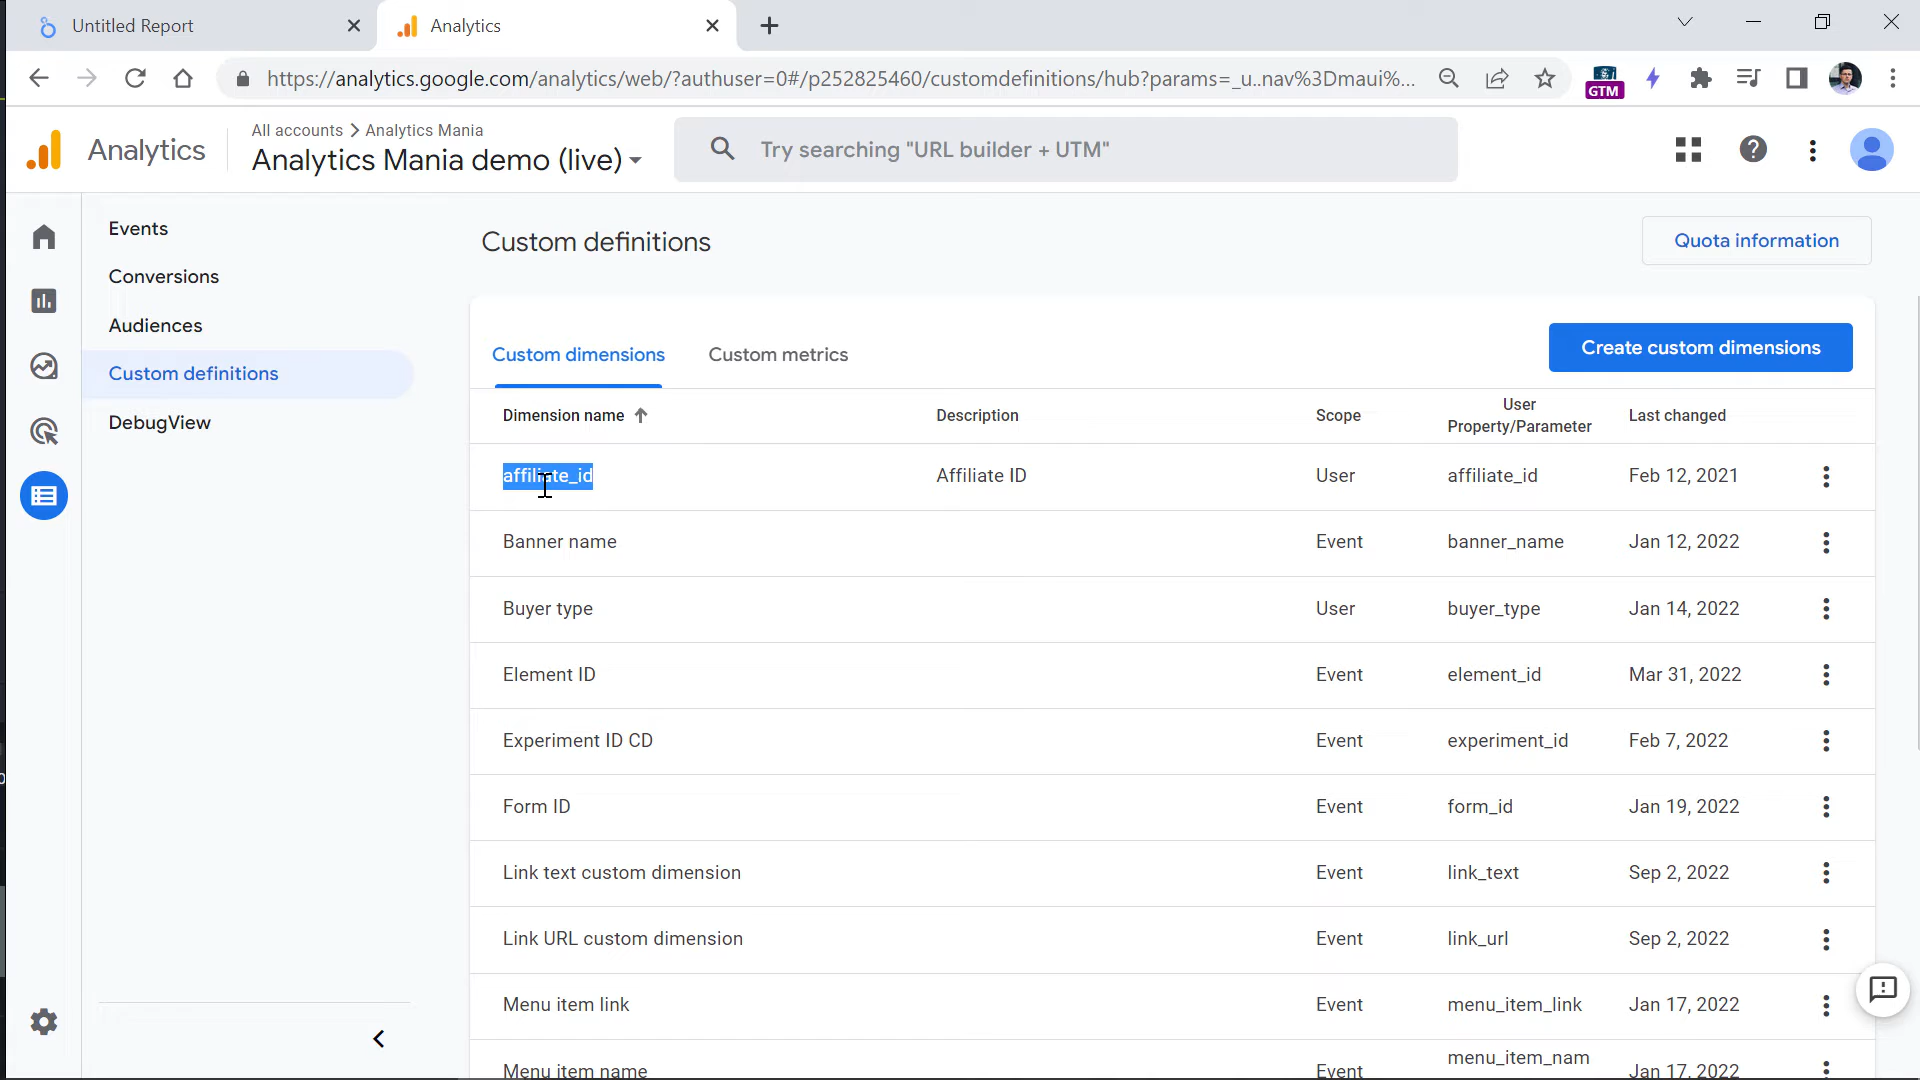 Untitled Report
Analytics
https://analytics.google.com/analytics/web/?authuser=0#/p252825460/customdefinitions/hub?params=_u..nav%3Dmaui%...
GTM
Analytics
All accounts > Analytics Mania
Analytics Mania demo (live)
Try searching "URL builder + UTM"
Events
Conversions
Audiences
Custom definitions
DebugView
Custom definitions
Quota information
Custom dimensions
Custom metrics
Create custom dimensions
Dimension name Description Scope User Property/Parameter Last changed
affiliate_id Affiliate ID User affiliate_id Feb 12, 2021
Banner name Event banner_name Jan 12, 2022
Buyer type User buyer_type Jan 14, 2022
Element ID Event element_id Mar 31, 2022
Experiment ID CD Event experiment_id Feb 7, 2022
Form ID Event form_id Jan 19, 2022
Link text custom dimension Event link_text Sep 2, 2022
Link URL custom dimension Event link_url Sep 2, 2022
Menu item link Event menu_item_link Jan 17, 2022
Menu item name Event menu_item_nam Jan 17, 2022